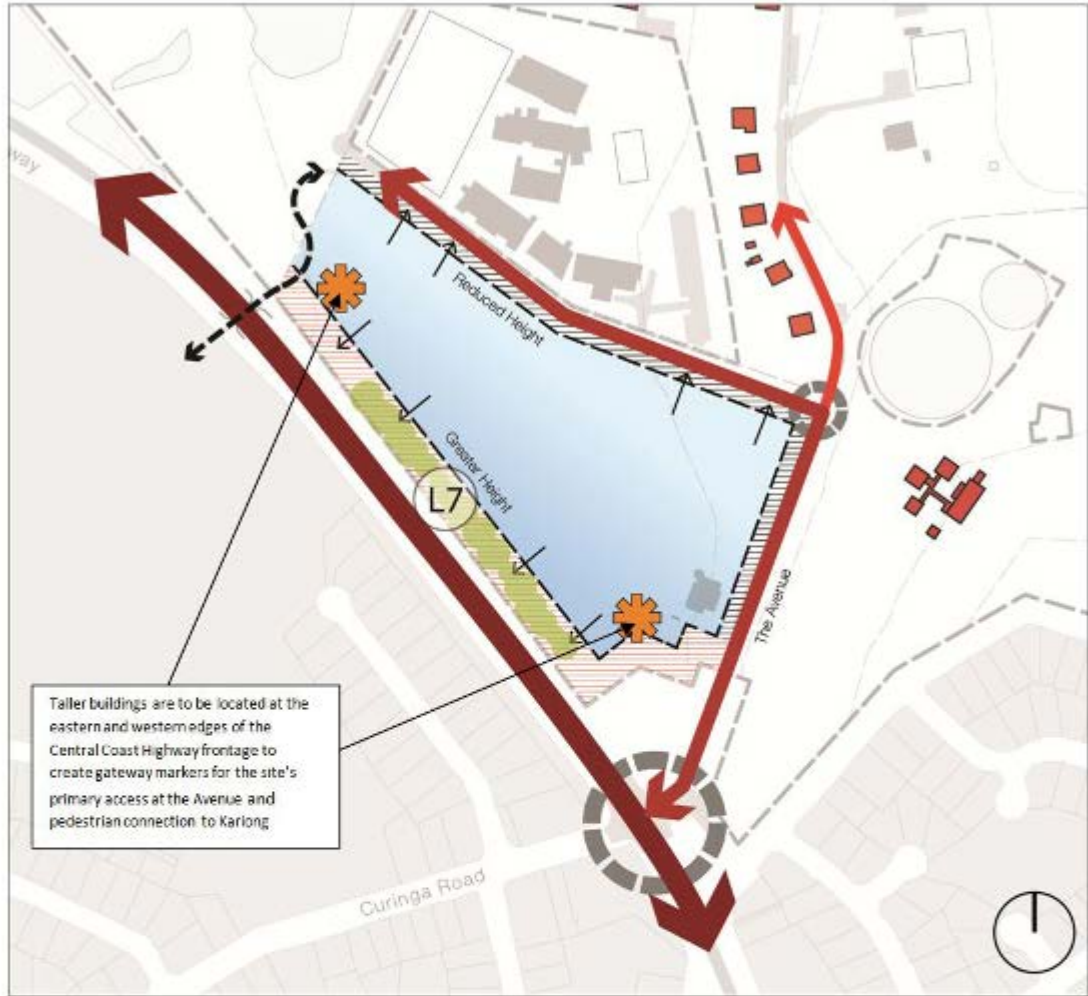 way
Reduced Height
Greater Height
L7
The Avenue
Taller buildings are to be located at the
eastern and western edges of the
Central Coast Highway frontage to
create gateway markers for the site's
primary access at the Avenue and
pedestrian connection to Kariong
Curinga Road